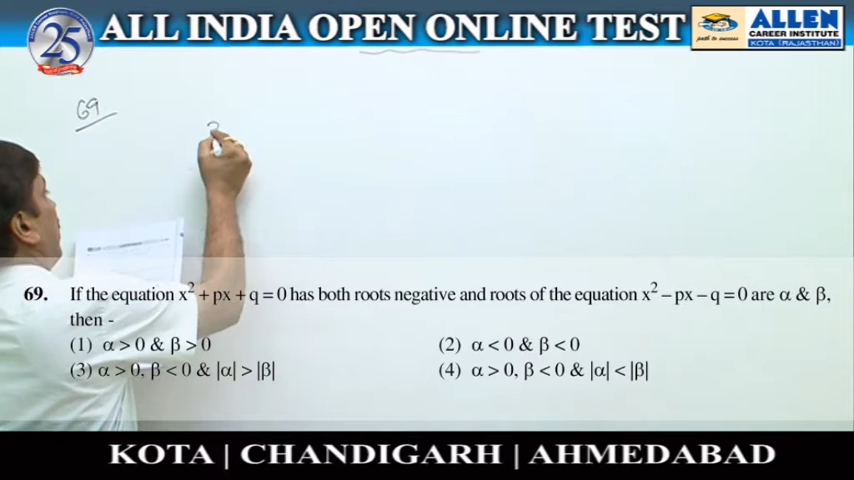 25
ALL INDIA OPEN ONLINE TEST
path to success
ALLEN
CAREER INSTITUTE
KOTA (RAJASTHAN)
69
69. If the equation x² + px + q = 0 has both roots negative and roots of the equation x² – px – q = 0 are α & β,
then -
(1) α > 0 & β > 0
(2) α < 0 & β < 0
(3) α > 0, β < 0 & |α| > |β|
(4) α > 0, β < 0 & |α| < |β|
KOTA | CHANDIGARH | AHMEDABAD